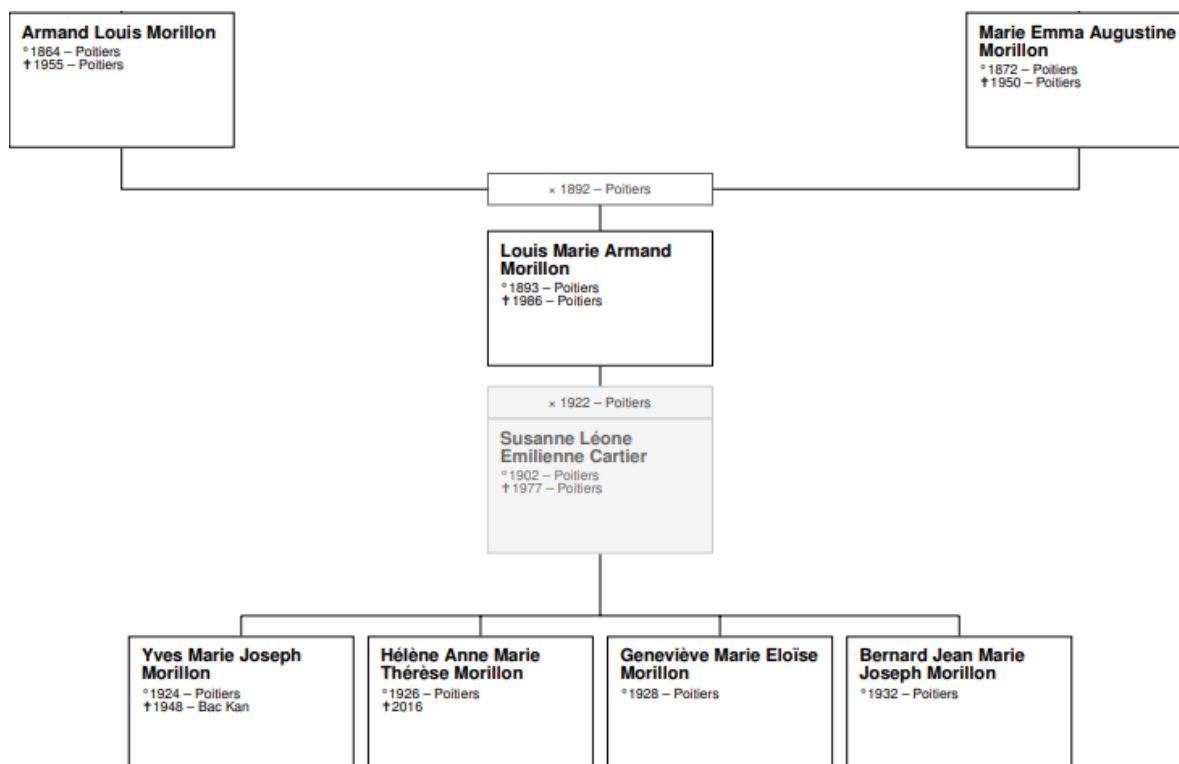 Armand Louis Morillon
°1864 – Poitiers
✝1955 – Poitiers
Marie Emma Augustine
Morillon
°1872 – Poitiers
✝1950 – Poitiers
× 1892 – Poitiers
Louis Marie Armand
Morillon
°1893 – Poitiers
✝1986 – Poitiers
× 1922 – Poitiers
Susanne Léone
Emilienne Cartier
°1902 – Poitiers
✝1977 – Poitiers
Yves Marie Joseph
Morillon
°1924 – Poitiers
✝1948 – Bac Kan
Hélène Anne Marie
Thérèse Morillon
°1926 – Poitiers
✝2016
Geneviève Marie Eloïse
Morillon
°1928 – Poitiers
Bernard Jean Marie
Joseph Morillon
°1932 – Poitiers